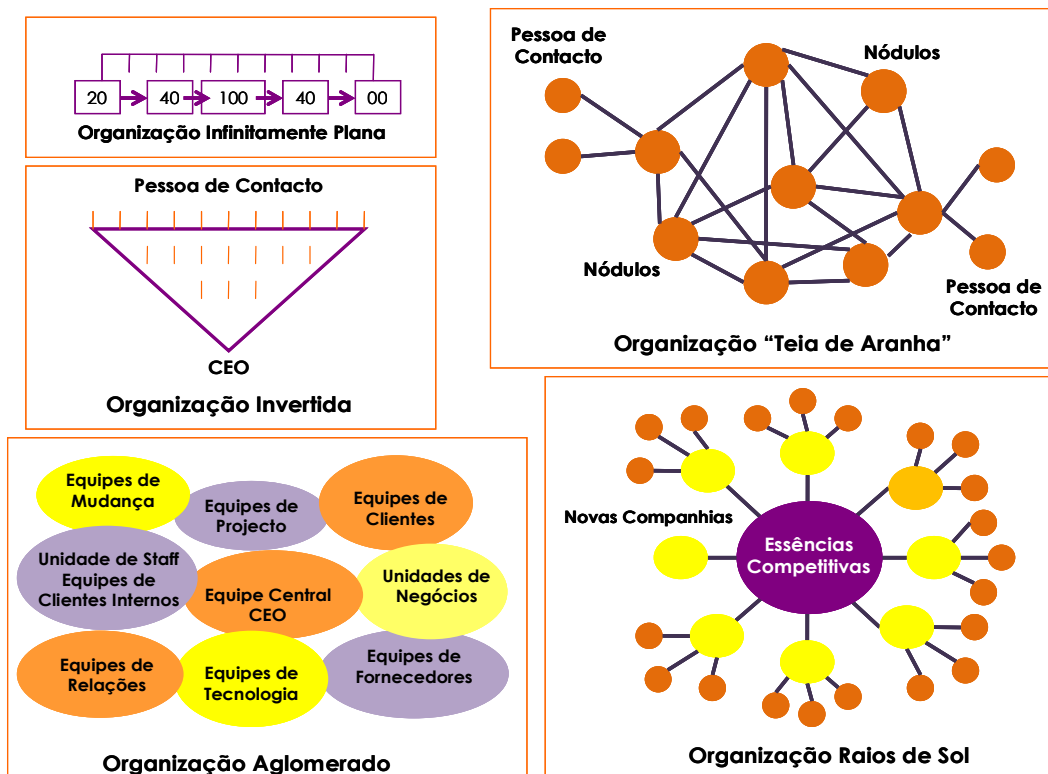 20 40 100 40 00
Organização Infinitamente Plana
Pessoa de Contacto
CEO
Organização Invertida
Equipes de
Mudança
Equipes de
Projecto
Equipes de
Clientes
Unidade de Staff
Equipes de
Clientes Internos
Equipe Central
CEO
Unidades de
Negócios
Equipes de
Relações
Equipes de
Tecnologia
Equipes de
Fornecedores
Organização Aglomerado
Pessoa de
Contacto
Nódulos
Nódulos
Pessoa de
Contacto
Organização “Teia de Aranha”
Novas Companhias
Essências
Competitivas
Organização Raios de Sol